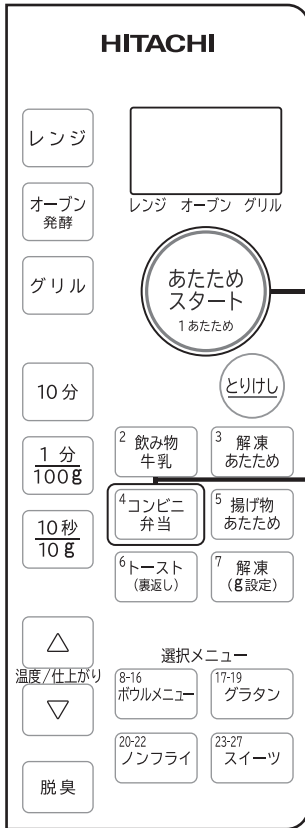 HITACHI
レンジ
オーブン
発酵
グリル
レンジ オーブン グリル
あたため
スタート
1 あたため
とりけし
10分
1 分
100g
10秒
10g
2 飲み物
牛乳
3 解凍
あたため
4 コンビニ
弁当
5 揚げ物
あたため
6 トースト
(裏返し)
7 解凍
(g設定)
△
温度/仕上がり
▽
脱臭
選択メニュー
8-16
ボウルメニュー
17-19
グラタン
20-22
ノンフライ
23-27
スイーツ